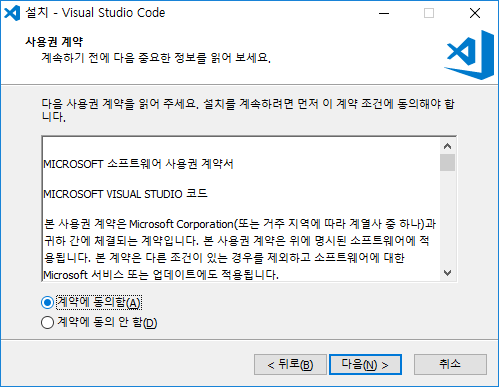 설치 - Visual Studio Code
사용권 계약
계속하기 전에 다음 중요한 정보를 읽어 보세요.
다음 사용권 계약을 읽어 주세요. 설치를 계속하려면 먼저 이 계약 조건에 동의해야 합
니다.
MICROSOFT 소프트웨어 사용권 계약서
MICROSOFT VISUAL STUDIO 코드
본 사용권 계약은 Microsoft Corporation(또는 거주 지역에 따라 계열사 중 하나)과
귀하 간에 체결되는 계약입니다. 본 사용권 계약은 위에 명시된 소프트웨어에 적
용됩니다. 본 계약은 다른 조건이 있는 경우를 제외하고 소프트웨어에 대한
Microsoft 서비스 또는 업데이트에도 적용됩니다.
계약에 동의함(A)
계약에 동의 안 함(D)
< 뒤로(B)
다음(N) >
취소